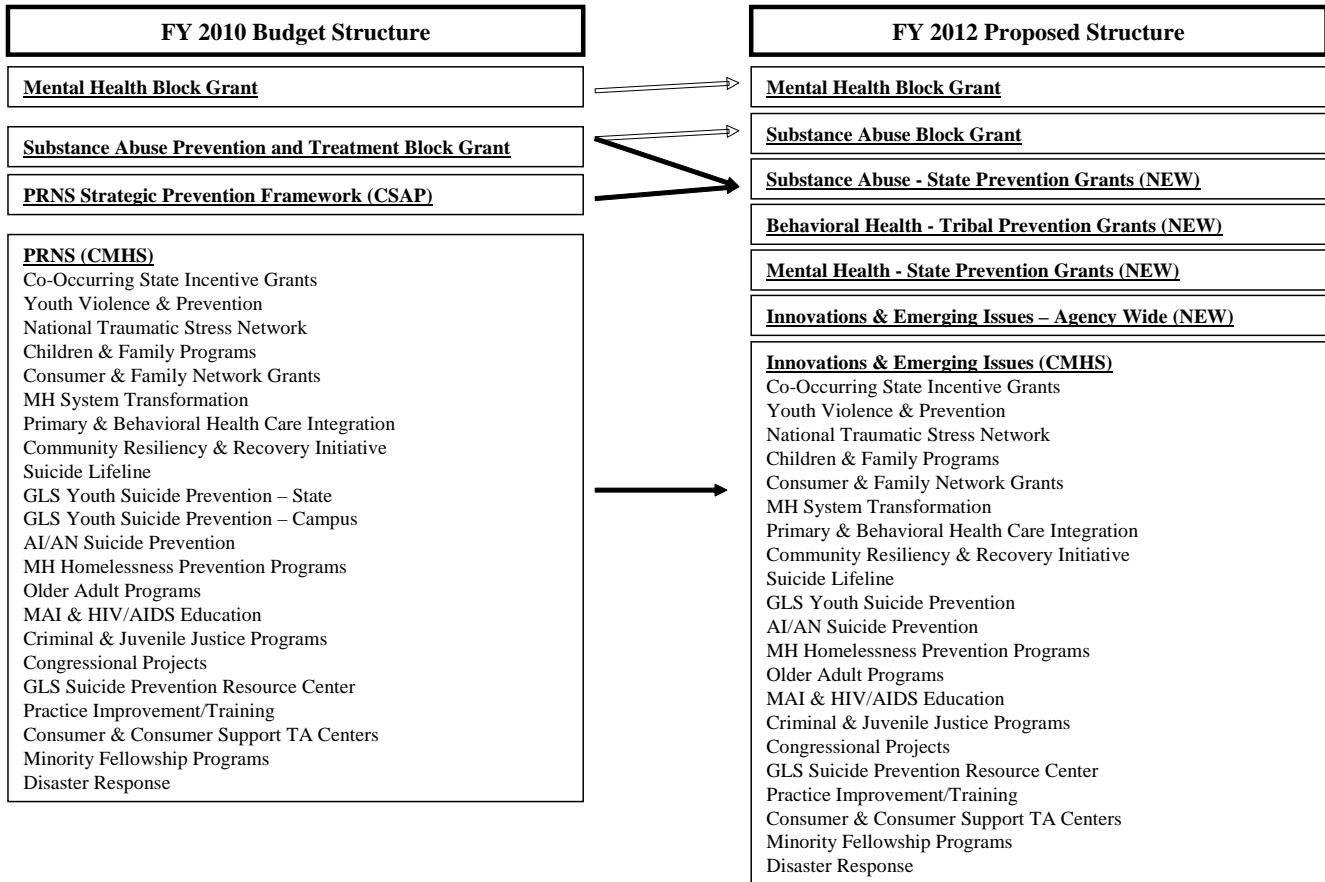 FY 2010 Budget Structure
Mental Health Block Grant
Substance Abuse Prevention and Treatment Block Grant
PRNS Strategic Prevention Framework (CSAP)
PRNS (CMHS)
Co-Occurring State Incentive Grants
Youth Violence & Prevention
National Traumatic Stress Network
Children & Family Programs
Consumer & Family Network Grants
MH System Transformation
Primary & Behavioral Health Care Integration
Community Resiliency & Recovery Initiative
Suicide Lifeline
GLS Youth Suicide Prevention – State
GLS Youth Suicide Prevention – Campus
AI/AN Suicide Prevention
MH Homelessness Prevention Programs
Older Adult Programs
MAI & HIV/AIDS Education
Criminal & Juvenile Justice Programs
Congressional Projects
GLS Suicide Prevention Resource Center
Practice Improvement/Training
Consumer & Consumer Support TA Centers
Minority Fellowship Programs
Disaster Response
FY 2012 Proposed Structure
Mental Health Block Grant
Substance Abuse Block Grant
Substance Abuse - State Prevention Grants (NEW)
Behavioral Health - Tribal Prevention Grants (NEW)
Mental Health - State Prevention Grants (NEW)
Innovations & Emerging Issues – Agency Wide (NEW)
Innovations & Emerging Issues (CMHS)
Co-Occurring State Incentive Grants
Youth Violence & Prevention
National Traumatic Stress Network
Children & Family Programs
Consumer & Family Network Grants
MH System Transformation
Primary & Behavioral Health Care Integration
Community Resiliency & Recovery Initiative
Suicide Lifeline
GLS Youth Suicide Prevention
AI/AN Suicide Prevention
MH Homelessness Prevention Programs
Older Adult Programs
MAI & HIV/AIDS Education
Criminal & Juvenile Justice Programs
Congressional Projects
GLS Suicide Prevention Resource Center
Practice Improvement/Training
Consumer & Consumer Support TA Centers
Minority Fellowship Programs
Disaster Response